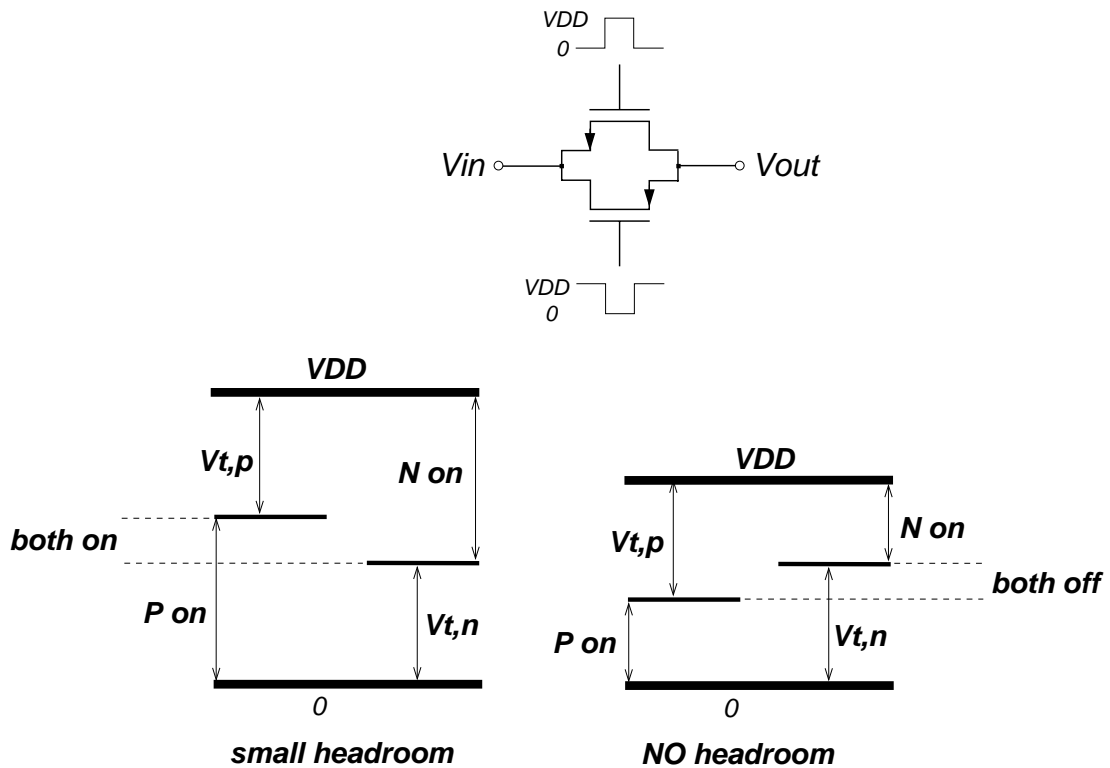 VDD
0
Vin
Vout
VDD
0
VDD
Vt,p
N on
both on
P on
Vt,n
0
small headroom
VDD
Vt,p
N on
both off
P on
Vt,n
0
NO headroom